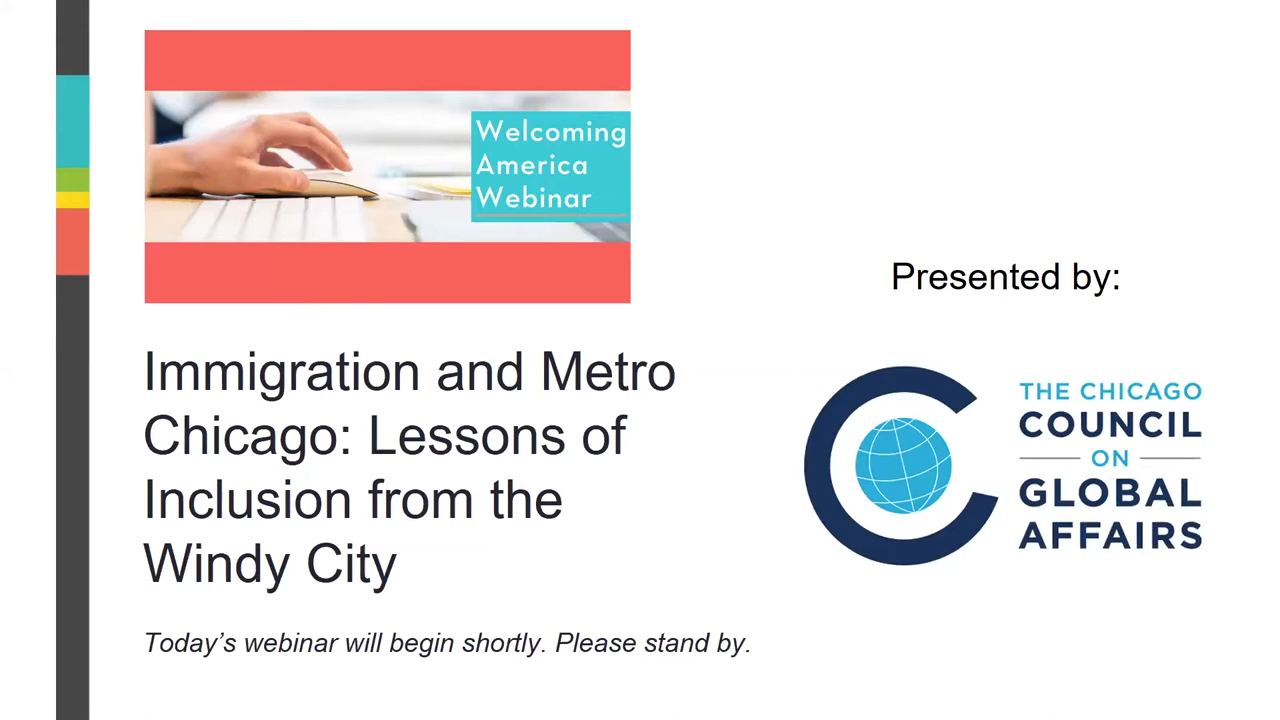 Welcoming
America
Webinar
Presented by:
Immigration and Metro
Chicago: Lessons of
Inclusion from the
Windy City
THE CHICAGO
COUNCIL
ON
GLOBAL
AFFAIRS
Today's webinar will begin shortly. Please stand by.